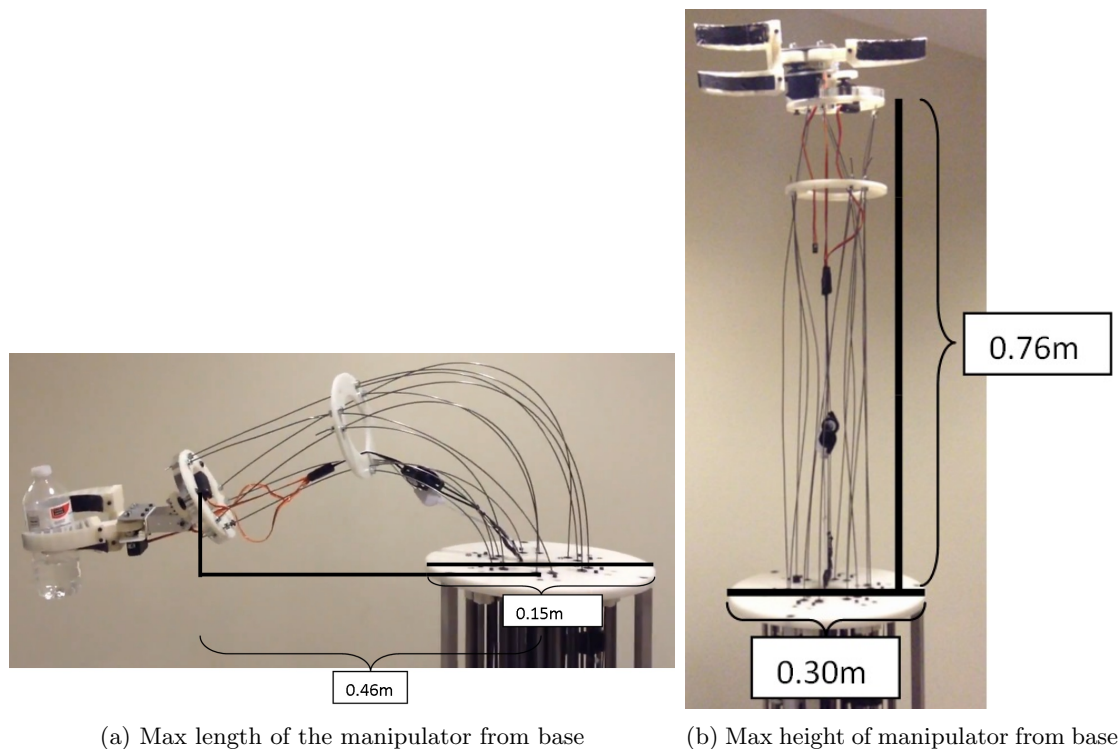 0.76m
0.15m
0.30m
0.46m
(a) Max length of the manipulator from base
(b) Max height of manipulator from base